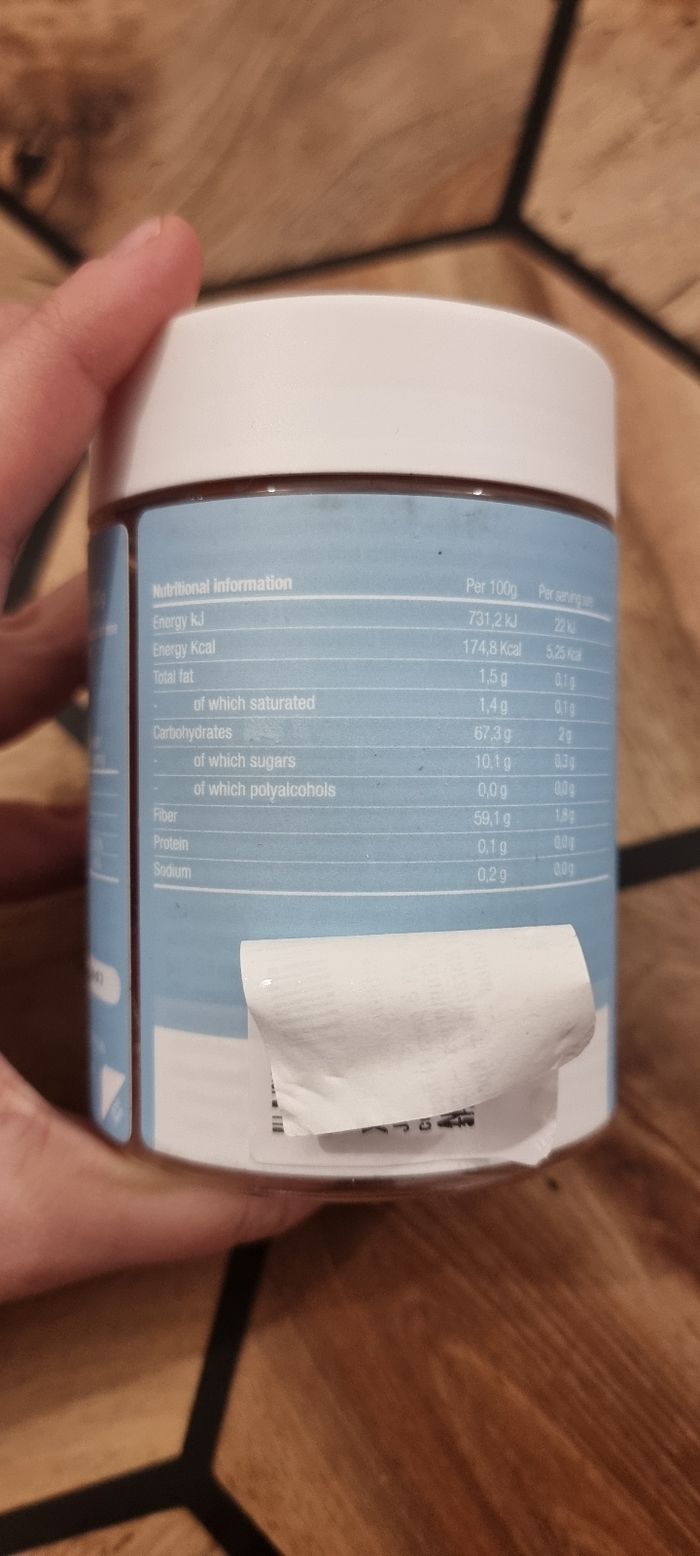 Nutritional information Per 100g Per serving size
Energy kJ 731,2 kJ 22 kJ
Energy Kcal 174,8 Kcal 5,25 Kcal
Total fat 1,5 g 0,1 g
- of which saturated 1,4 g 0,1 g
Carbohydrates 67,3 g 2 g
- of which sugars 10,1 g 0,3 g
- of which polyalcohols 0,0 g 0,0 g
Fiber 59,1 g 1,8 g
Protein 0,1 g 0,0 g
Sodium 0,2 g 0,0 g